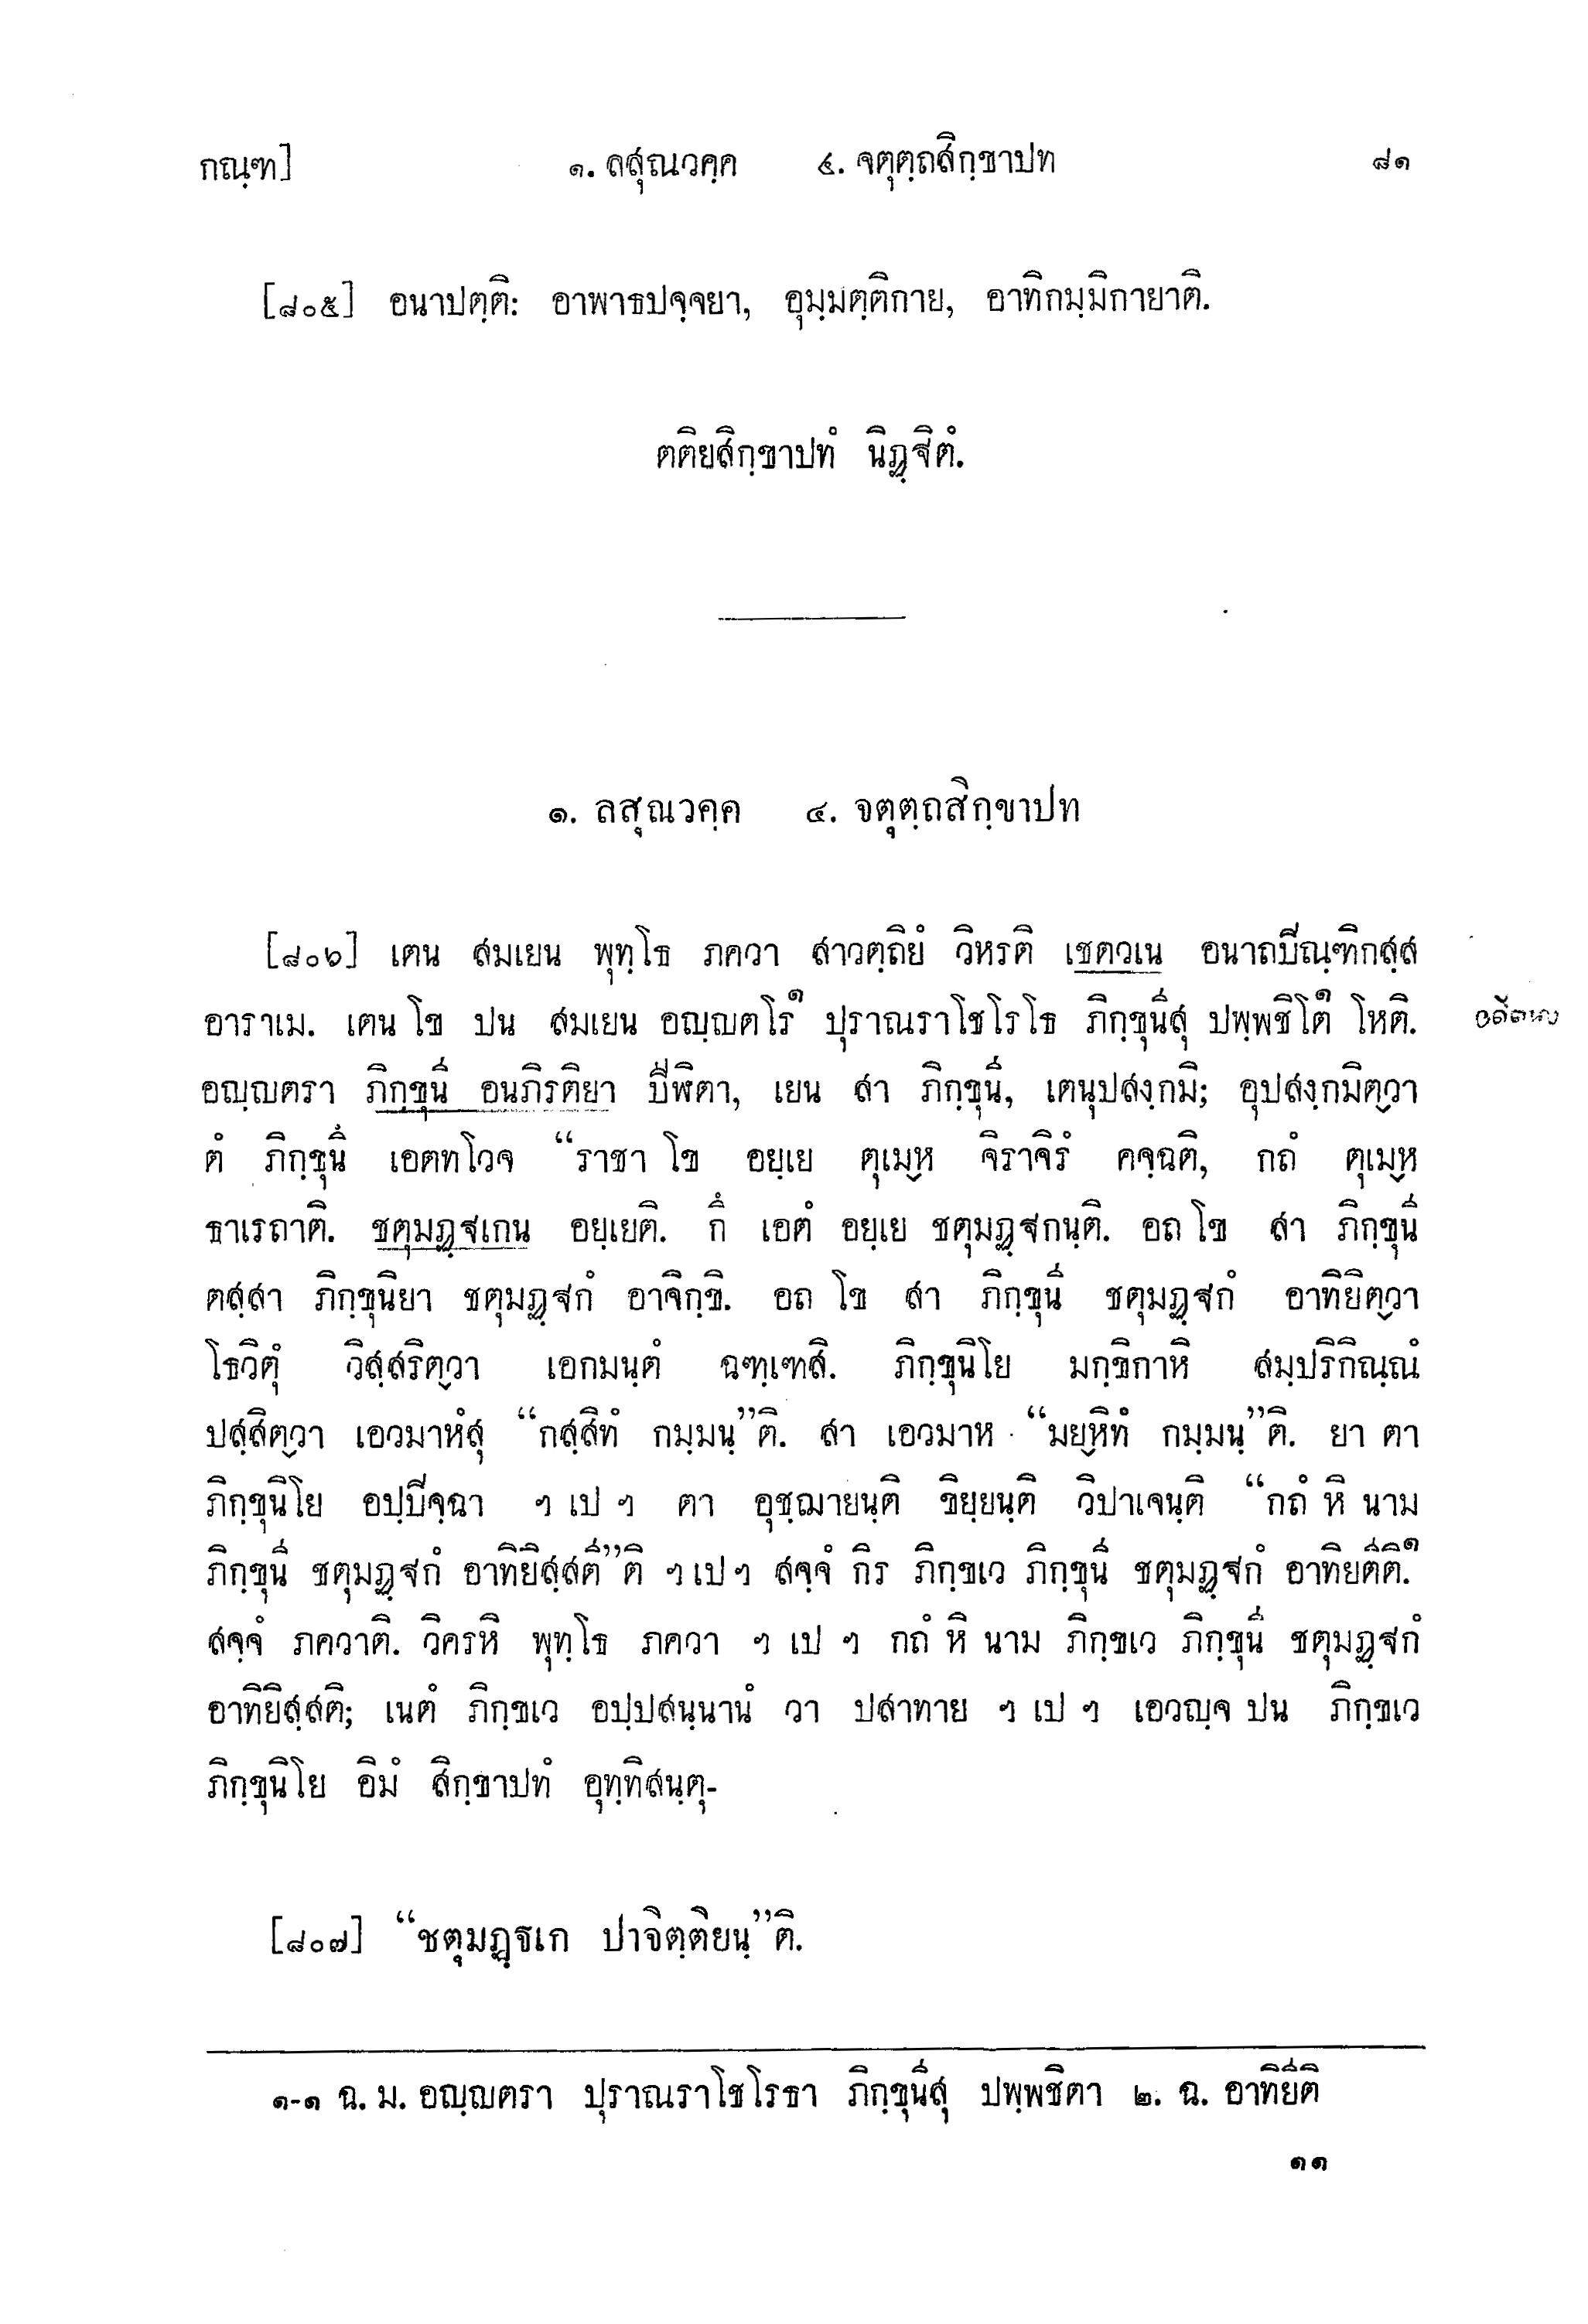 กณฺฑ] ๑. ลสุณวคฺค ๔. จตุตฺถสิกฺขาปท ๘๑
[๘๐๕] อนาปตฺติ: อาพาธปจฺจยา, อุมฺมตฺติกาย, อาทิกมฺมิกายาติ.
ตติยสิกฺขาปทํ นิฏฺฐิตํ.
๑. ลสุณวคฺค ๔. จตุตฺถสิกฺขาปท
[๘๐๖] เตน สมเยน พุทฺโธ ภควา สาวตฺถิยํ วิหรติ เชตวเน อนาถปีณฺฑิกสฺส
อาราเม. เตน โข ปน สมเยน อญฺญตโร๑ ปุราณราโชโรโธ ภิกฺขุนีสุ ปพฺพชิโต๑ โหติ.
อญฺญตรา ภิกฺขุนี อนภิรติยา ปีฬิตา, เยน สา ภิกฺขุนี, เตนุปสงฺกมิ; อุปสงฺกมิตฺวา
ตํ ภิกฺขุนึ เอตทโวจ “ราชา โข อยฺเย ตุเมฺห จิราจิรํ คจฺฉติ, กถํ ตุเมฺห
ธาเรถาติ. ชตุมฏฺฐเกน อยฺเยติ. กึ เอตํ อยฺเย ชตุมฏฺฐกนฺติ. อถ โข สา ภิกฺขุนี
ตสฺสา ภิกฺขุนิยา ชตุมฏฺฐกํ อาจิกฺขิ. อถ โข สา ภิกฺขุนี ชตุมฏฺฐกํ อาทิยิตฺวา
โธวิตุํ วิสฺสริตฺวา เอกมนฺตํ ฉฑฺเฑสิ. ภิกฺขุนิโย มกฺขิกาหิ สมฺปริกิณฺณํ
ปสฺสิตฺวา เอวมาหํสุ “กสฺสิทํ กมฺมนฺ”ติ. สา เอวมาห “มยฺหิทํ กมฺมนฺ”ติ. ยา ตา
ภิกฺขุนิโย อปฺปิจฺฉา ฯ เป ฯ ตา อุชฺฌายนฺติ ขิยฺยนฺติ วิปาเจนฺติ “กถํ หิ นาม
ภิกฺขุนี ชตุมฏฺฐกํ อาทิยิสฺสตี”ติ ฯ เป ฯ สจฺจํ กิร ภิกฺขเว ภิกฺขุนี ชตุมฏฺฐกํ อาทิยตีติ.๒
สจฺจํ ภควาติ. วิครหิ พุทฺโธ ภควา ฯ เป ฯ กถํ หิ นาม ภิกฺขเว ภิกฺขุนี ชตุมฏฺฐกํ
อาทิยิสฺสติ; เนตํ ภิกฺขเว อปฺปสนฺนานํ วา ปสาทาย ฯ เป ฯ เอวญฺจ ปน ภิกฺขเว
ภิกฺขุนิโย อิมํ สิกฺขาปทํ อุทฺทิสนฺตุ-
[๘๐๗] “ชตุมฏฺฐเก ปาจิตฺติยนฺ”ติ.
๑-๑ ฉ. ม. อญฺญตรา ปุราณราโชโรธา ภิกฺขุนีสุ ปพฺพชิตา ๒. ฉ. อาทิยีติ
๑๑